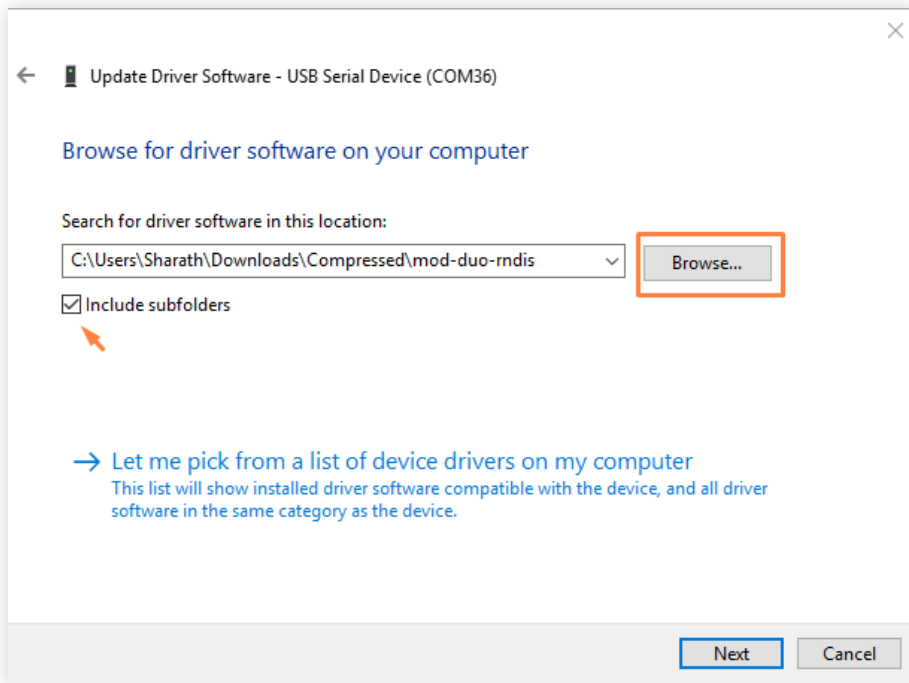 Update Driver Software - USB Serial Device (COM36)
Browse for driver software on your computer
Search for driver software in this location:
C:\Users\Sharath\Downloads\Compressed\mod-duo-rndis
Browse...
Include subfolders
Let me pick from a list of device drivers on my computer
This list will show installed driver software compatible with the device, and all driver
software in the same category as the device.
Next
Cancel